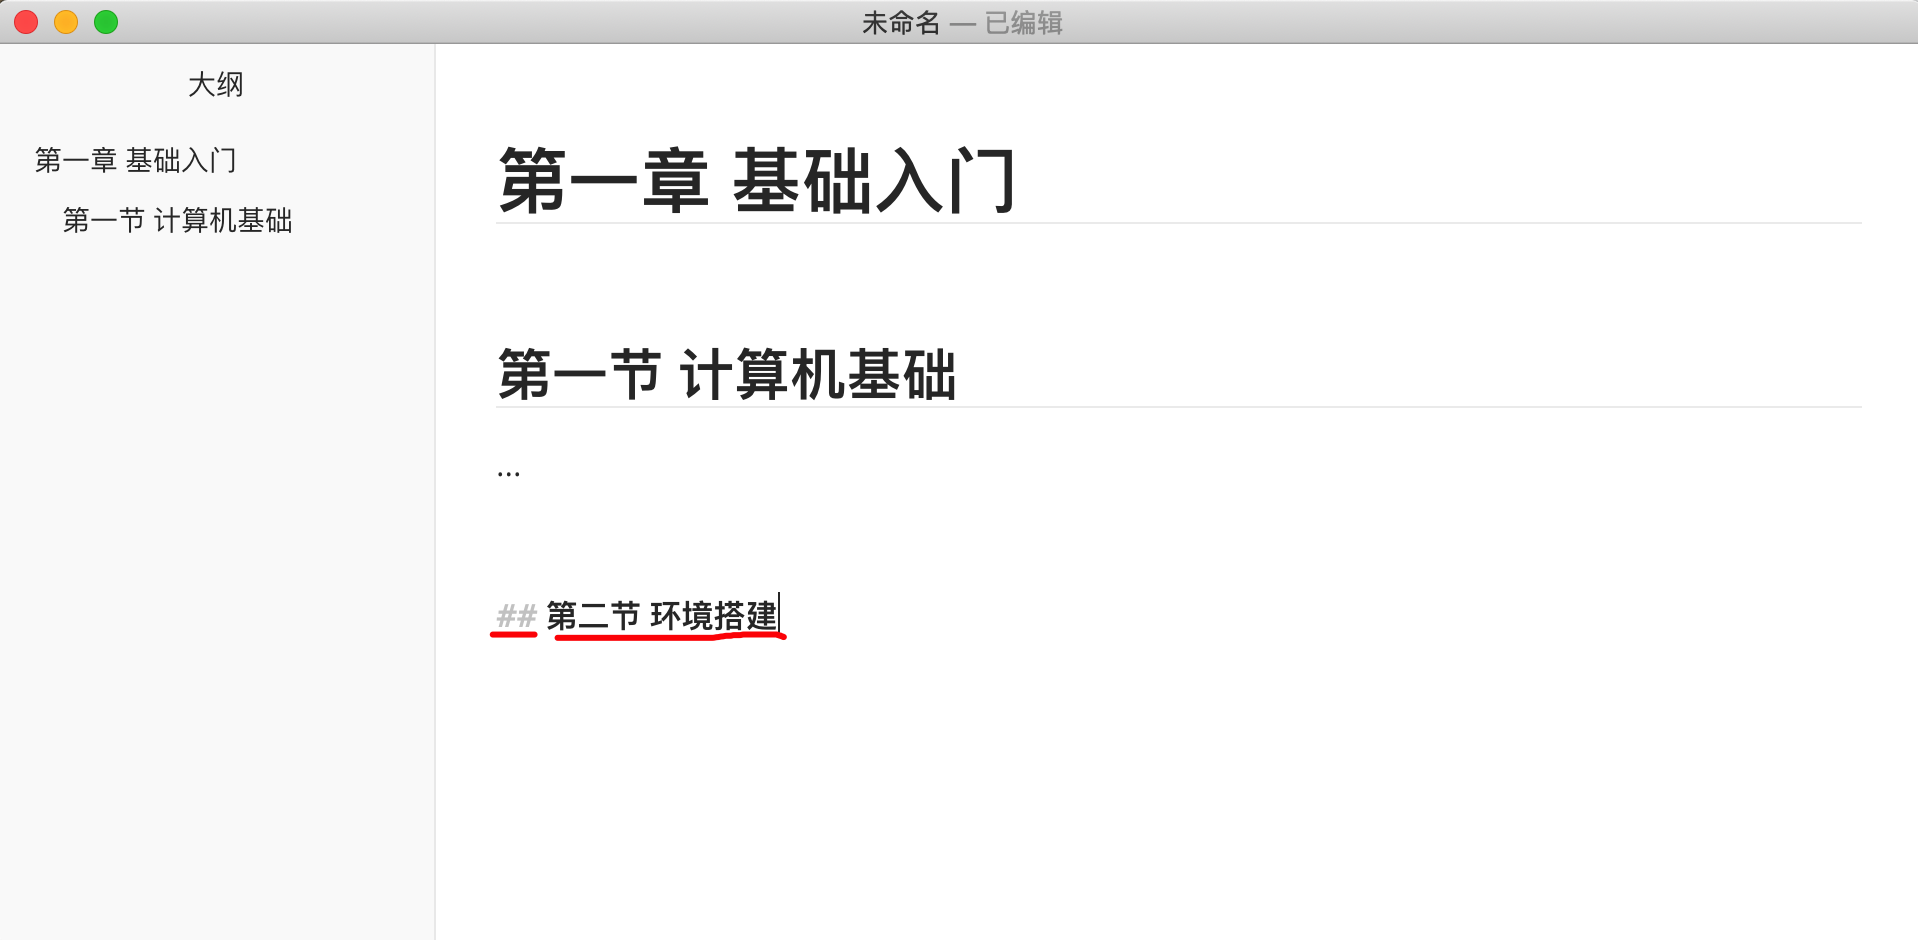 未命名 — 已编辑
大纲
第一章 基础入门
第一节 计算机基础
第一章 基础入门
第一节 计算机基础
...
## 第二节 环境搭建